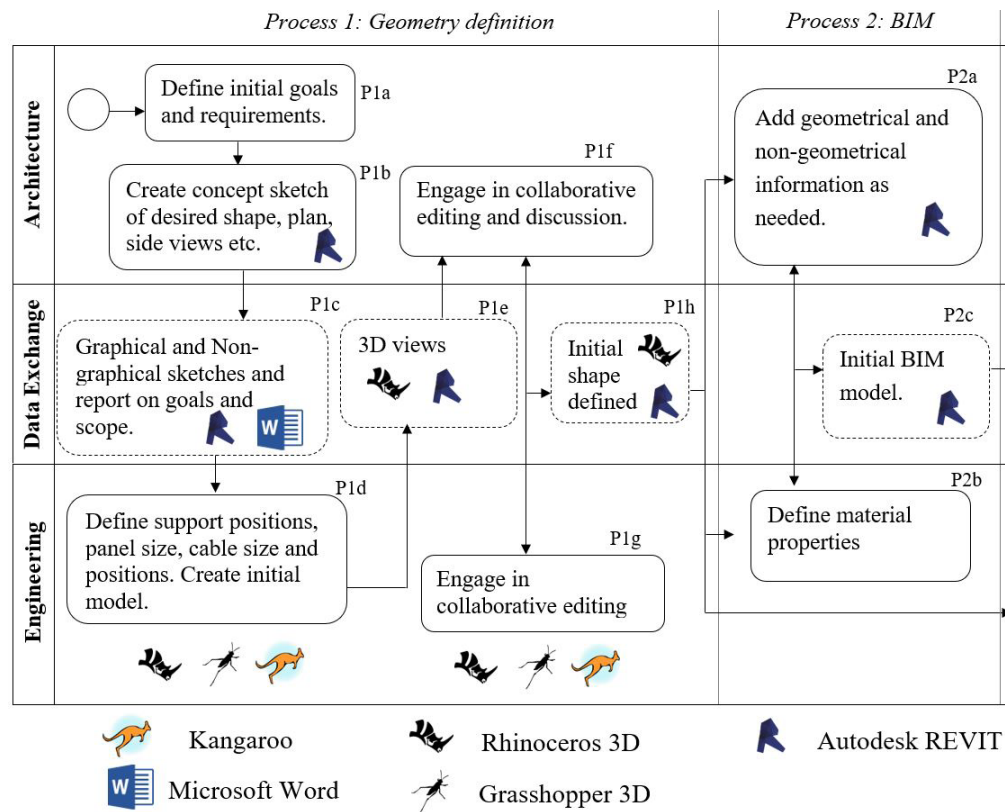 Process 1: Geometry definition
Process 2: BIM
Architecture
Define initial goals
and requirements.
P1a
Create concept sketch
of desired shape, plan,
side views etc.
P1b
Engage in collaborative
editing and discussion.
P1f
Add geometrical and
non-geometrical
information as
needed.
P2a
Data Exchange
Graphical and Non-
graphical sketches and
report on goals and
scope.
W
P1c
3D views
P1e
Initial
shape
defined
P1h
Initial BIM
model.
P2c
Engineering
Define support positions,
panel size, cable size and
positions. Create initial
model.
P1d
Engage in
collaborative editing
P1g
Define material
properties
P2b
Kangaroo
Rhinoceros 3D
Autodesk REVIT
W
Microsoft Word
Grasshopper 3D